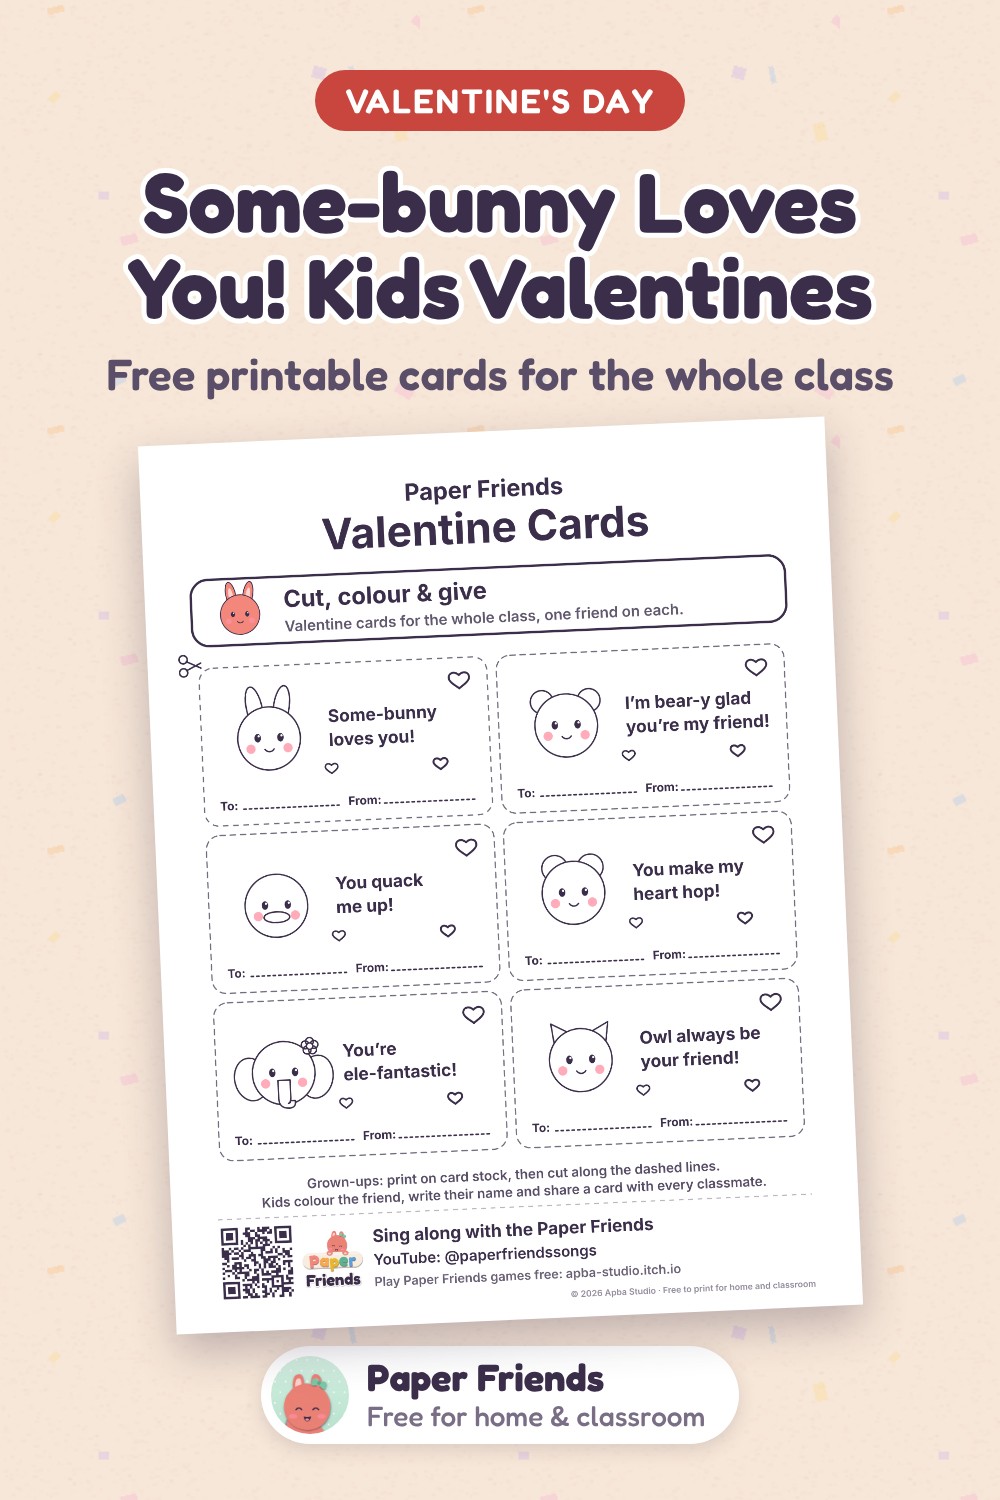 VALENTINE'S DAY
Some-bunny Loves
You! Kids Valentines
Free printable cards for the whole class
Paper Friends
Valentine Cards
Cut, colour & give
Valentine cards for the whole class, one friend on each.
Some-bunny
loves you!
To: From:
I'm bear-y glad
you're my friend!
To: From:
You quack
me up!
To: From:
You make my
heart hop!
To: From:
You're
ele-fantastic!
To: From:
Owl always be
your friend!
To: From:
Grown-ups: print on card stock, then cut along the dashed lines.
Kids colour the friend, write their name and share a card with every classmate.
Paper
Friends
Sing along with the Paper Friends
YouTube: @paperfriendssongs
Play Paper Friends games free: apba-studio.itch.io
© 2026 Apba Studio · Free to print for home and classroom
Paper Friends
Free for home & classroom